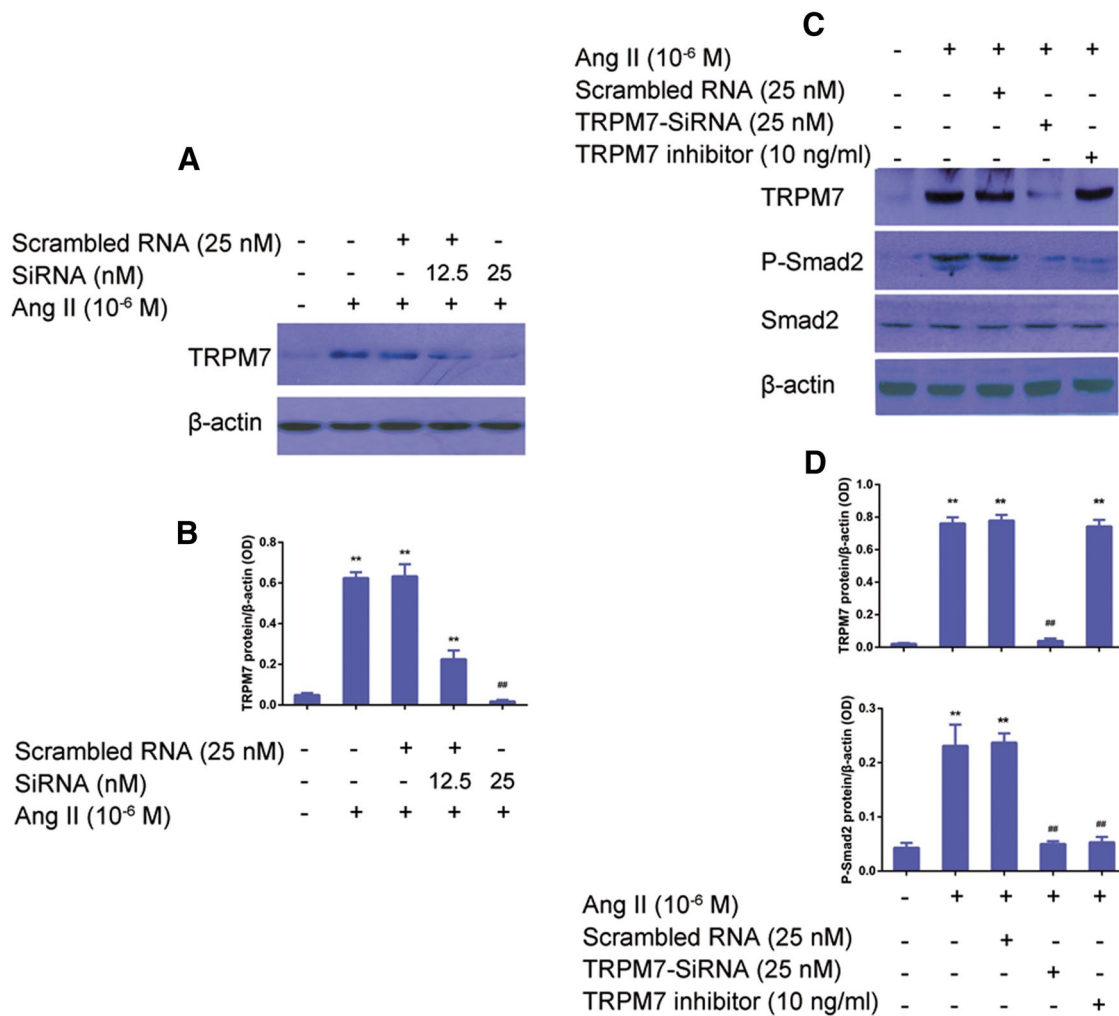 A
Scrambled RNA (25 nM) - - + + -
SiRNA (nM) - - - 12.5 25
Ang II (10⁻⁶ M) - + + + +
TRPM7
β-actin
B
TRPM7 protein/β-actin (OD)
0.8
0.6
0.4
0.2
0.0
** ** ** ##
Scrambled RNA (25 nM) - - + + -
SiRNA (nM) - - - 12.5 25
Ang II (10⁻⁶ M) - + + + +
C
Ang II (10⁻⁶ M) - + + + +
Scrambled RNA (25 nM) - - + - -
TRPM7-SiRNA (25 nM) - - - + -
TRPM7 inhibitor (10 ng/ml) - - - - +
TRPM7
P-Smad2
Smad2
β-actin
D
TRPM7 protein/β-actin (OD)
1.0
0.8
0.6
0.4
0.2
0.0
** ** ## **
P-Smad2 protein/β-actin (OD)
0.3
0.2
0.1
0.0
** ** ## ##
Ang II (10⁻⁶ M) - + + + +
Scrambled RNA (25 nM) - - + - -
TRPM7-SiRNA (25 nM) - - - + -
TRPM7 inhibitor (10 ng/ml) - - - - +